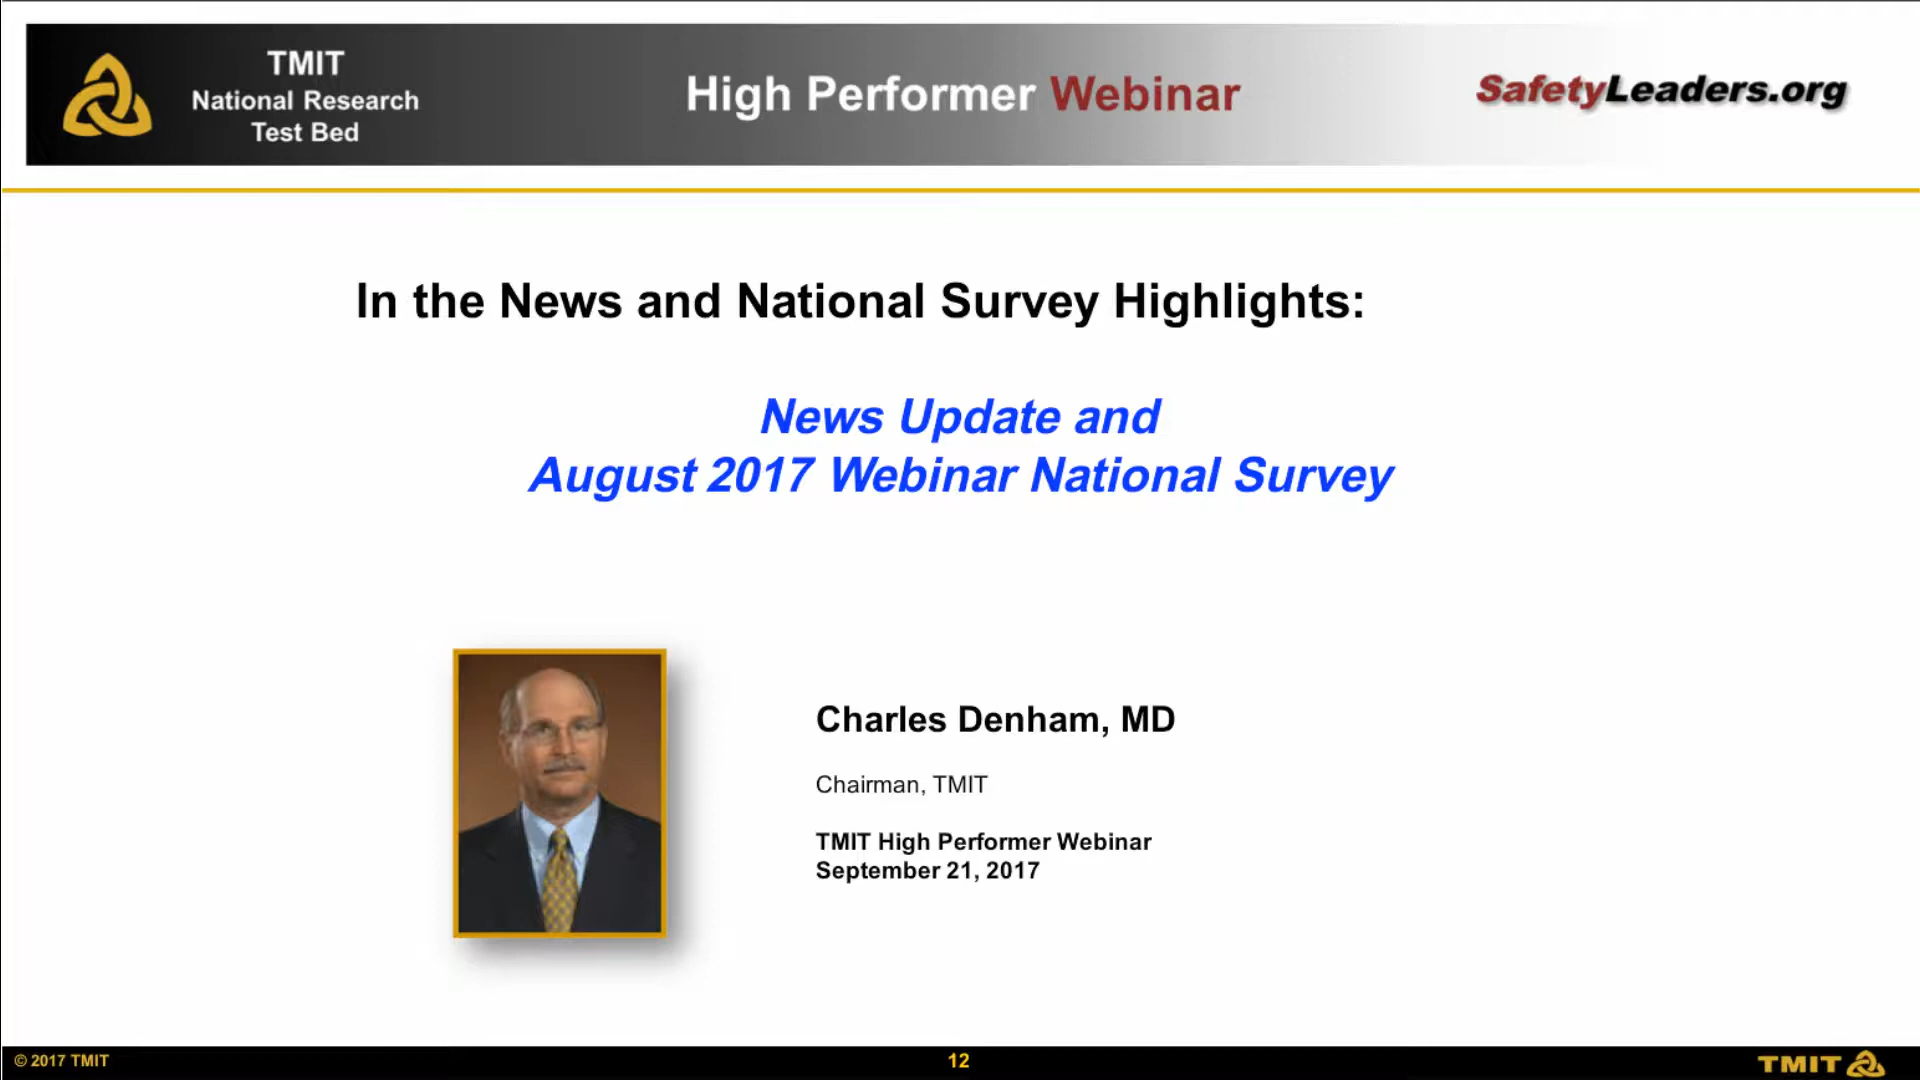 TMIT
National Research
Test Bed
High Performer Webinar
SafetyLeaders.org
In the News and National Survey Highlights:
News Update and
August 2017 Webinar National Survey
Charles Denham, MD
Chairman, TMIT
TMIT High Performer Webinar
September 21, 2017
© 2017 TMIT
12
TMIT